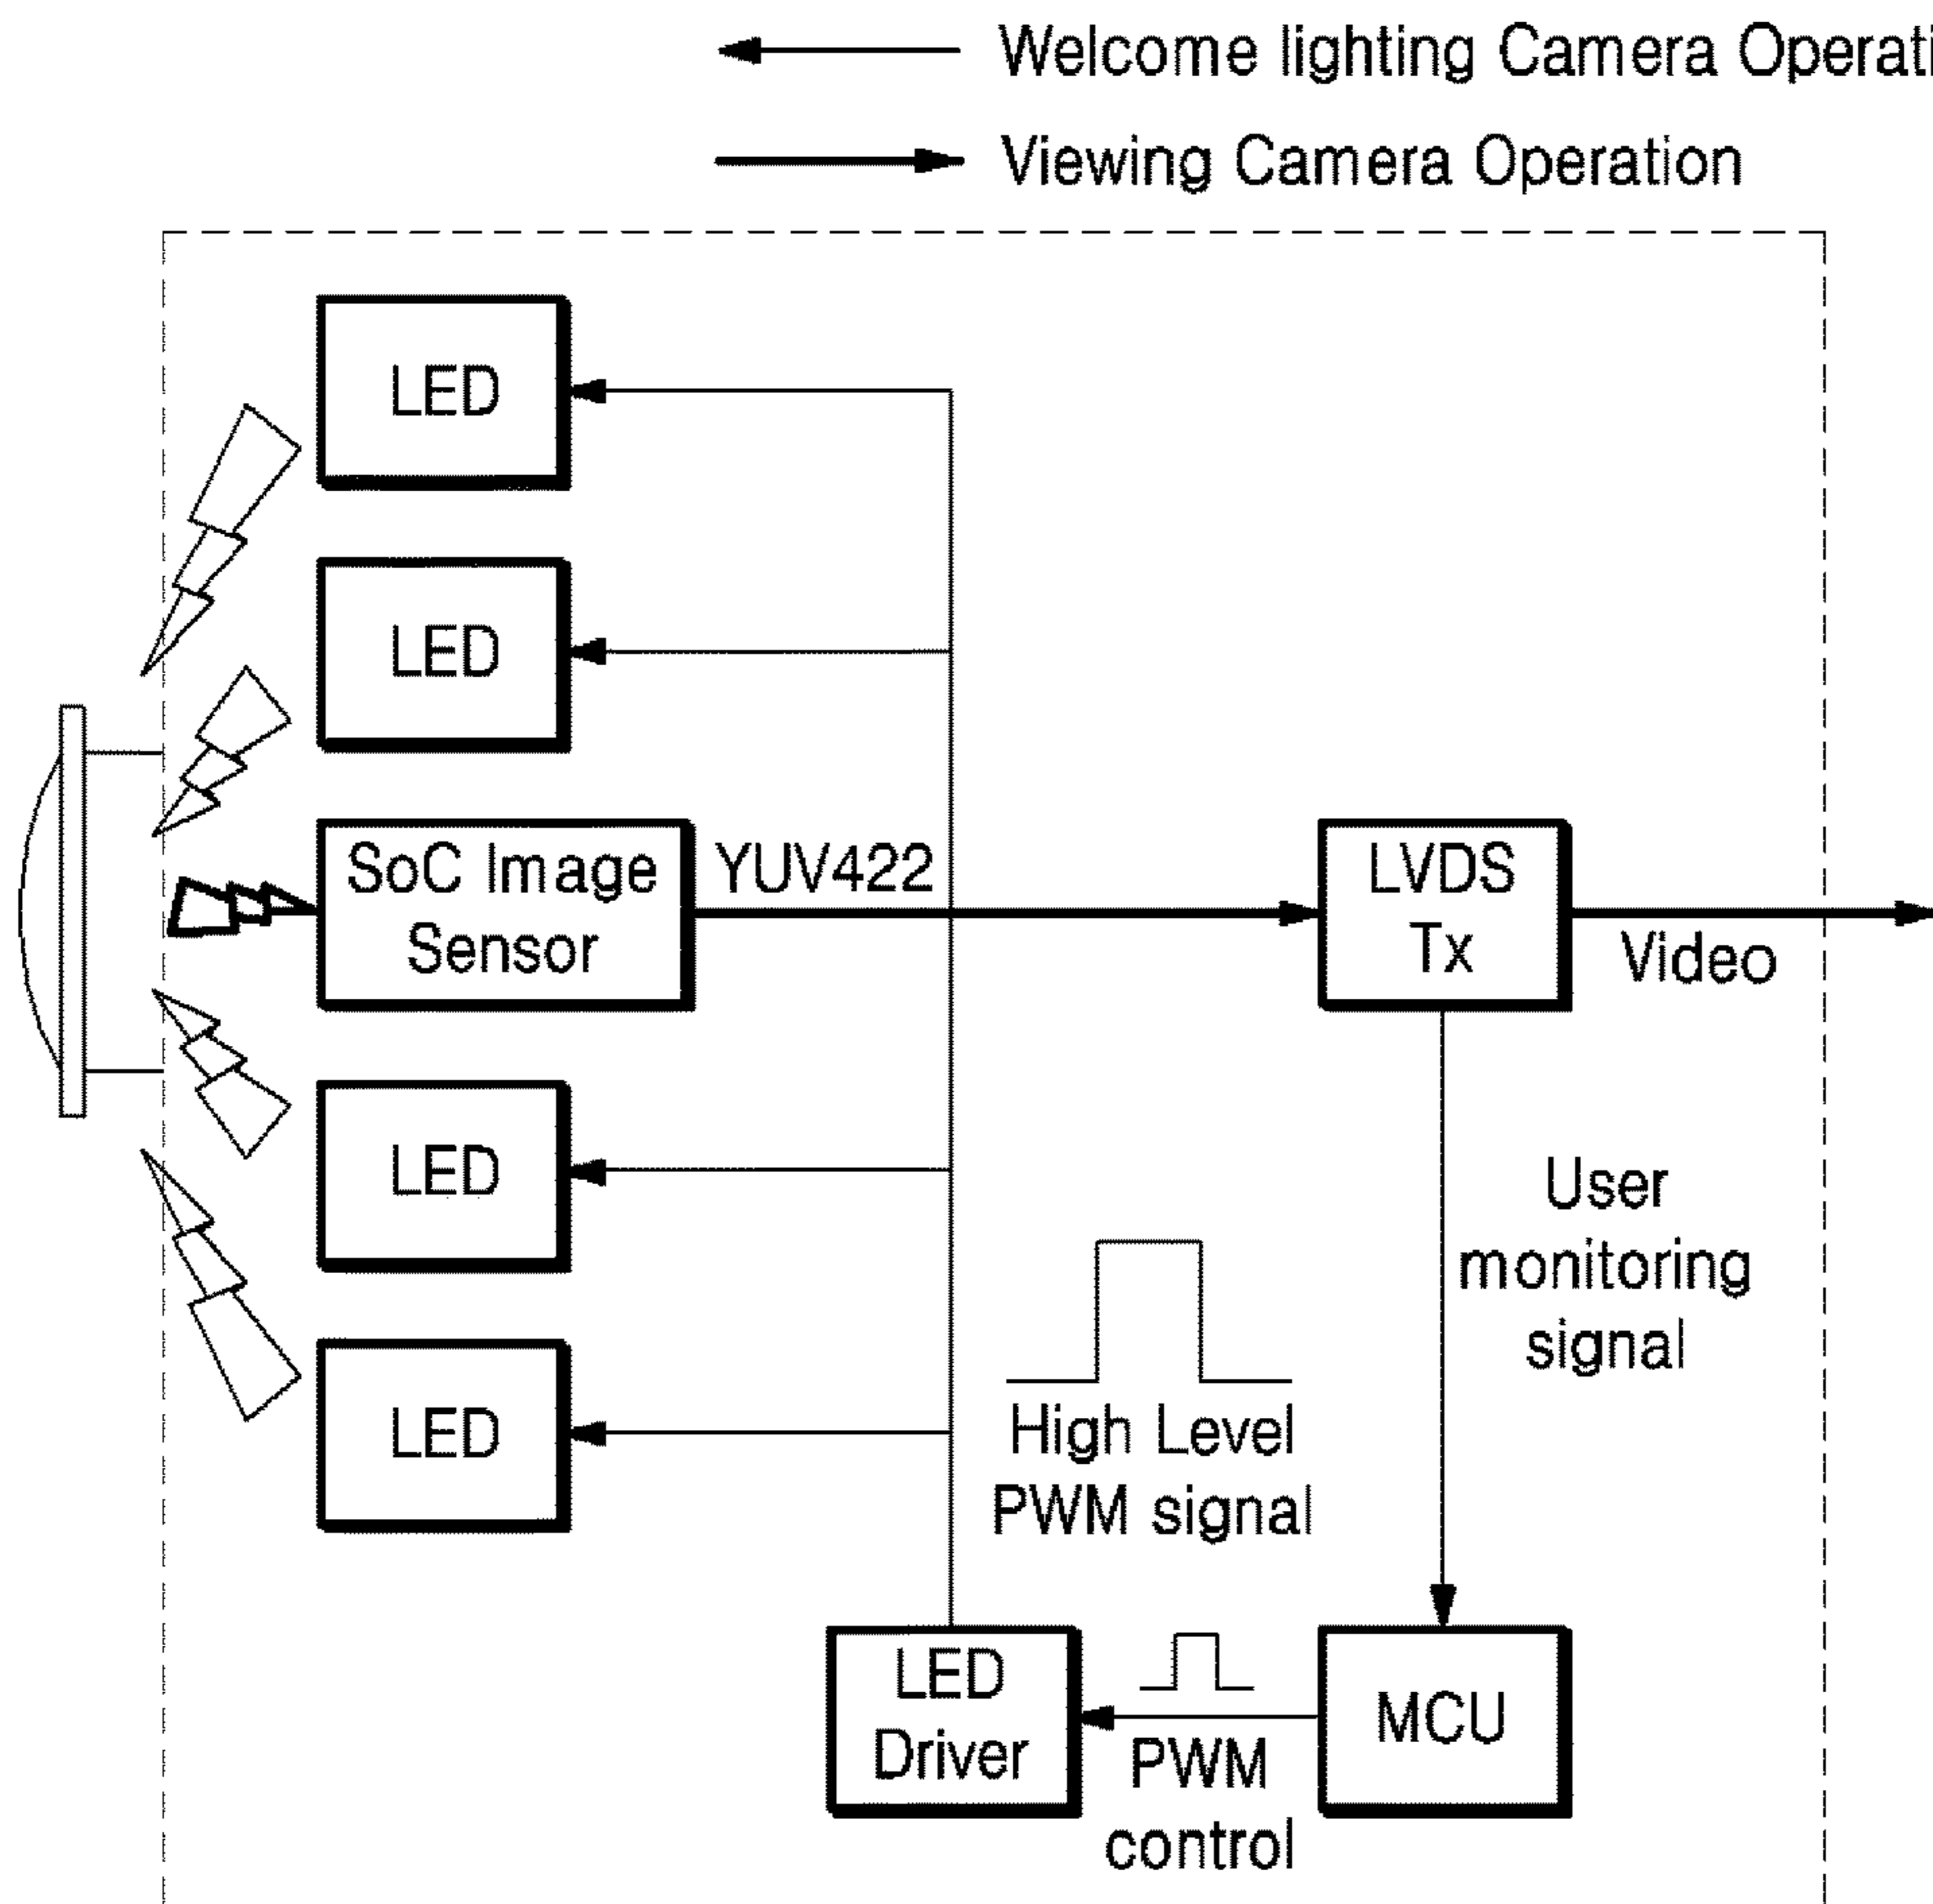 Welcome lighting Camera Operati
Viewing Camera Operation
LED
LED
SoC Image
Sensor
YUV422
LVDS
Tx
Video
LED
User
monitoring
signal
LED
High Level
PWM signal
LED
Driver
PWM
control
MCU